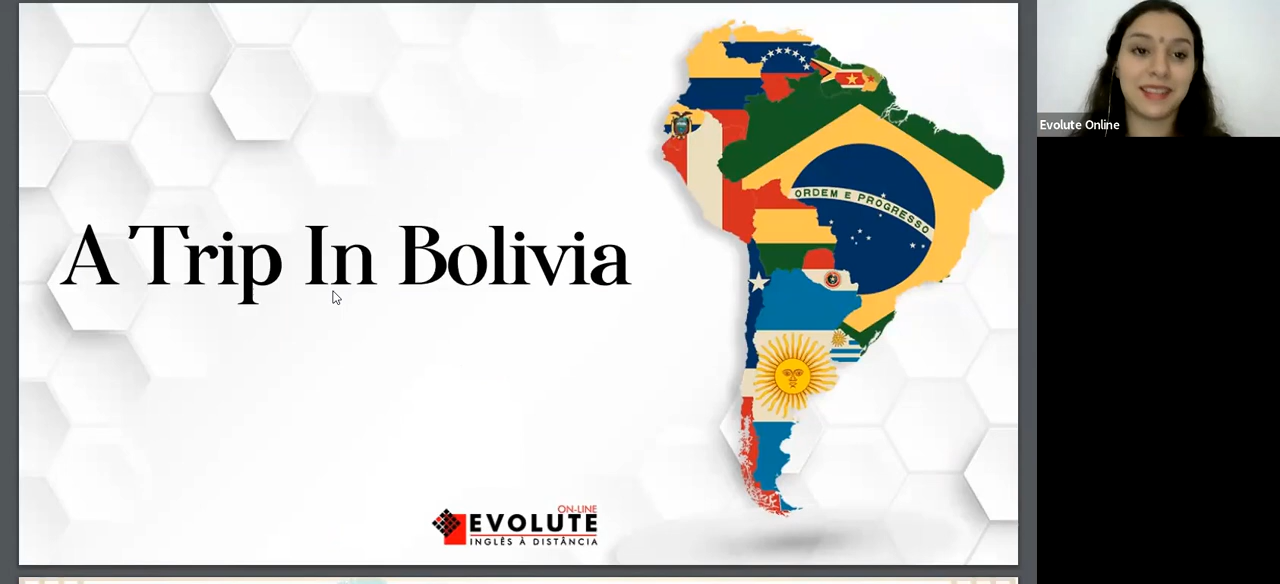 A Trip In Bolivia
ORDEM E PROGRESSO
ON-LINE
EVOLUTE
INGLÊS À DISTÂNCIA
Evolute Online